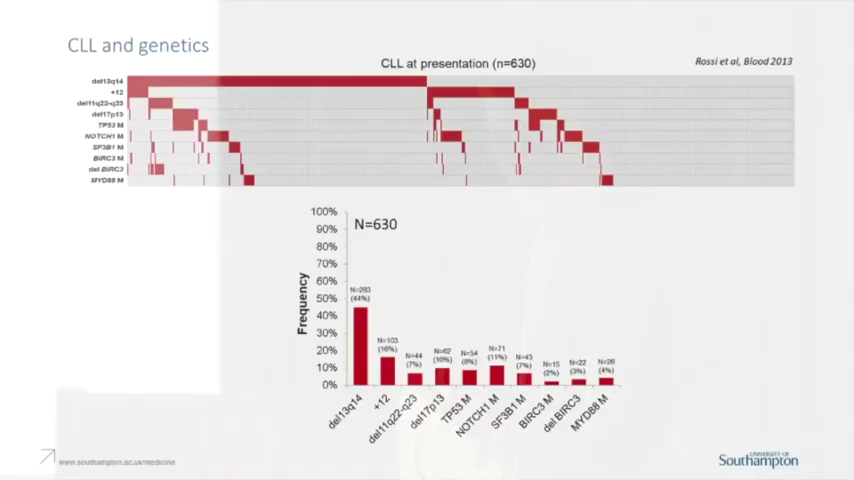 CLL and genetics
CLL at presentation (n=630)
Rossi et al, Blood 2013
del13q14
+12
del11q22-q23
del17p13
TP53 M
NOTCH1 M
SF3B1 M
BIRC3 M
del BIRC3
MYD88 M
N=630
Frequency
100%
90%
80%
70%
60%
50%
40%
30%
20%
10%
0%
N=283
(44%)
N=103
(16%)
N=44
(7%)
N=62
(10%)
N=54
(8%)
N=71
(11%)
N=43
(7%)
N=15
(2%)
N=22
(3%)
N=26
(4%)
del13q14
+12
del11q22-q23
del17p13
TP53 M
NOTCH1 M
SF3B1 M
BIRC3 M
del BIRC3
MYD88 M
www.southampton.ac.uk/medicine
UNIVERSITY OF
Southampton